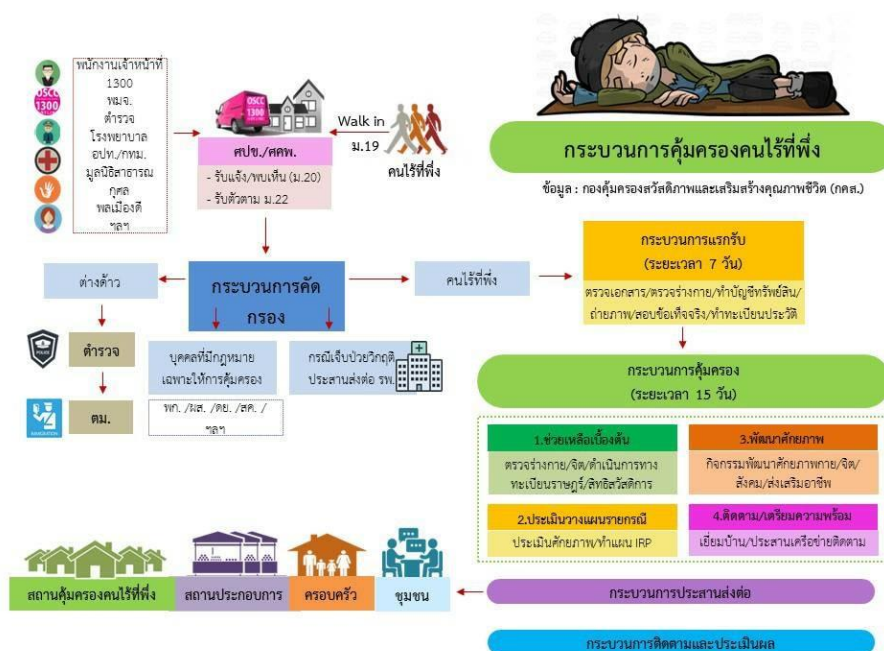 พนักงานเจ้าหน้าที่
1300
พมจ.
ตำรวจ
โรงพยาบาล
อปท./กทม.
มูลนิธิสาธารณ
กุศล
พลเมืองดี
ฯลฯ
OSCC
1300
OSCC
1300
Walk in
ม.19
คนไร้ที่พึ่ง
ศปข./ศคพ.
- รับแจ้ง/พบเห็น (ม.20)
- รับตัวตาม ม.22
กระบวนการคุ้มครองคนไร้ที่พึ่ง
ข้อมูล : กองคุ้มครองสวัสดิภาพและเสริมสร้างคุณภาพชีวิต (กคส.)
ต่างด้าว
กระบวนการคัด
กรอง
คนไร้ที่พึ่ง
POLICE
ตำรวจ
IMMIGRATION
ตม.
บุคคลที่มีกฎหมาย
เฉพาะให้การคุ้มครอง
พก. /ผส. /ดย. /สค. /
ฯลฯ
กรณีเจ็บป่วยวิกฤติ
ประสานส่งต่อ รพ.
กระบวนการแรกรับ
(ระยะเวลา 7 วัน)
ตรวจเอกสาร/ตรวจร่างกาย/ทำบัญชีทรัพย์สิน/
ถ่ายภาพ/สอบข้อเท็จจริง/ทำทะเบียนประวัติ
กระบวนการคุ้มครอง
(ระยะเวลา 15 วัน)
1.ช่วยเหลือเบื้องต้น
ตรวจร่างกาย/จิต/ดำเนินการทาง
ทะเบียนราษฎร์/สิทธิสวัสดิการ
3.พัฒนาศักยภาพ
กิจกรรมพัฒนาศักยภาพกาย/จิต/
สังคม/ส่งเสริมอาชีพ
2.ประเมินวางแผนรายกรณี
ประเมินศักยภาพ/ทำแผน IRP
4.ติดตาม/เตรียมความพร้อม
เยี่ยมบ้าน/ประสานเครือข่ายติดตาม
กระบวนการประสานส่งต่อ
สถานคุ้มครองคนไร้ที่พึ่ง
สถานประกอบการ
ครอบครัว
ชุมชน
กระบวนการติดตามและประเมินผล